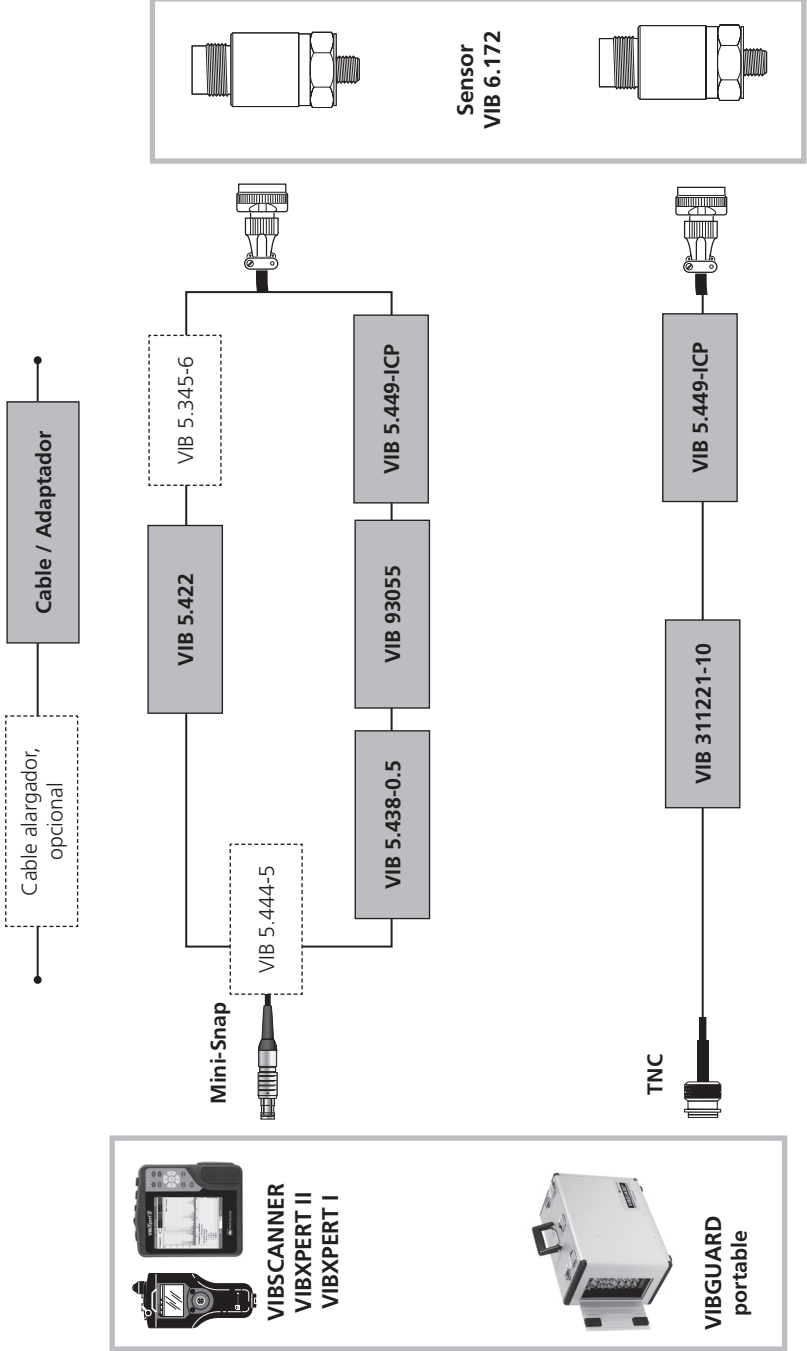 Cable alargador,
opcional
Cable / Adaptador
VIBSCANNER
VIBXPERT II
VIBXPERT I
Mini-Snap
VIB 5.444-5
VIB 5.422
VIB 5.345-6
VIB 5.438-0.5
VIB 93055
VIB 5.449-ICP
Sensor
VIB 6.172
VIBGUARD
portable
TNC
VIB 311221-10
VIB 5.449-ICP